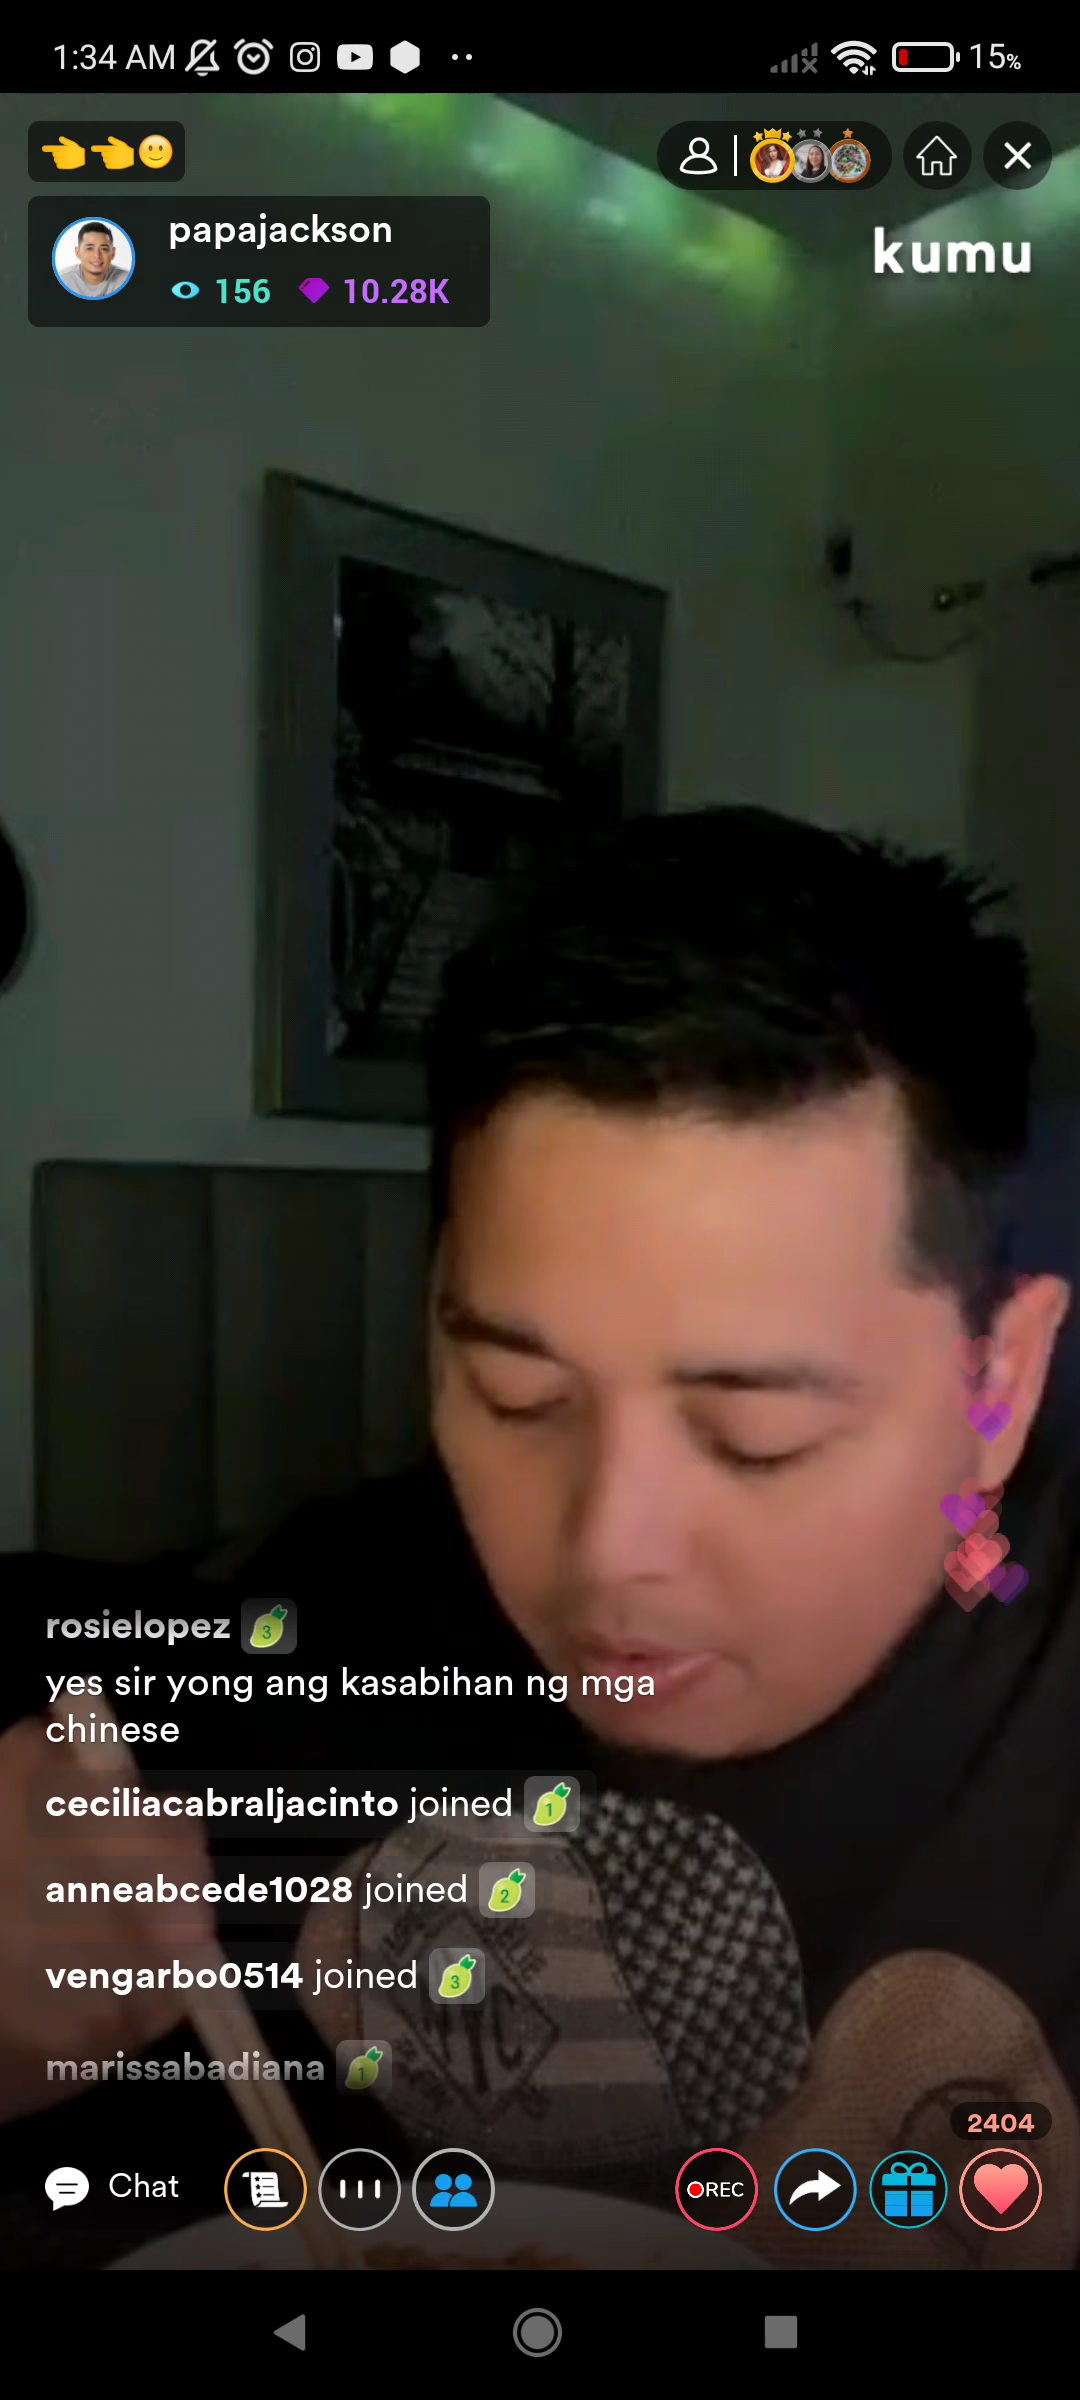 1:34 AM
15%
papajackson
156 10.28K
kumu
rosielopez 3
yes sir yong ang kasabihan ng mga
chinese
ceciliacabraljacinto joined 1
anneabcede1028 joined 2
vengarbo0514 joined 3
marissabadiana 1
2404
Chat
REC